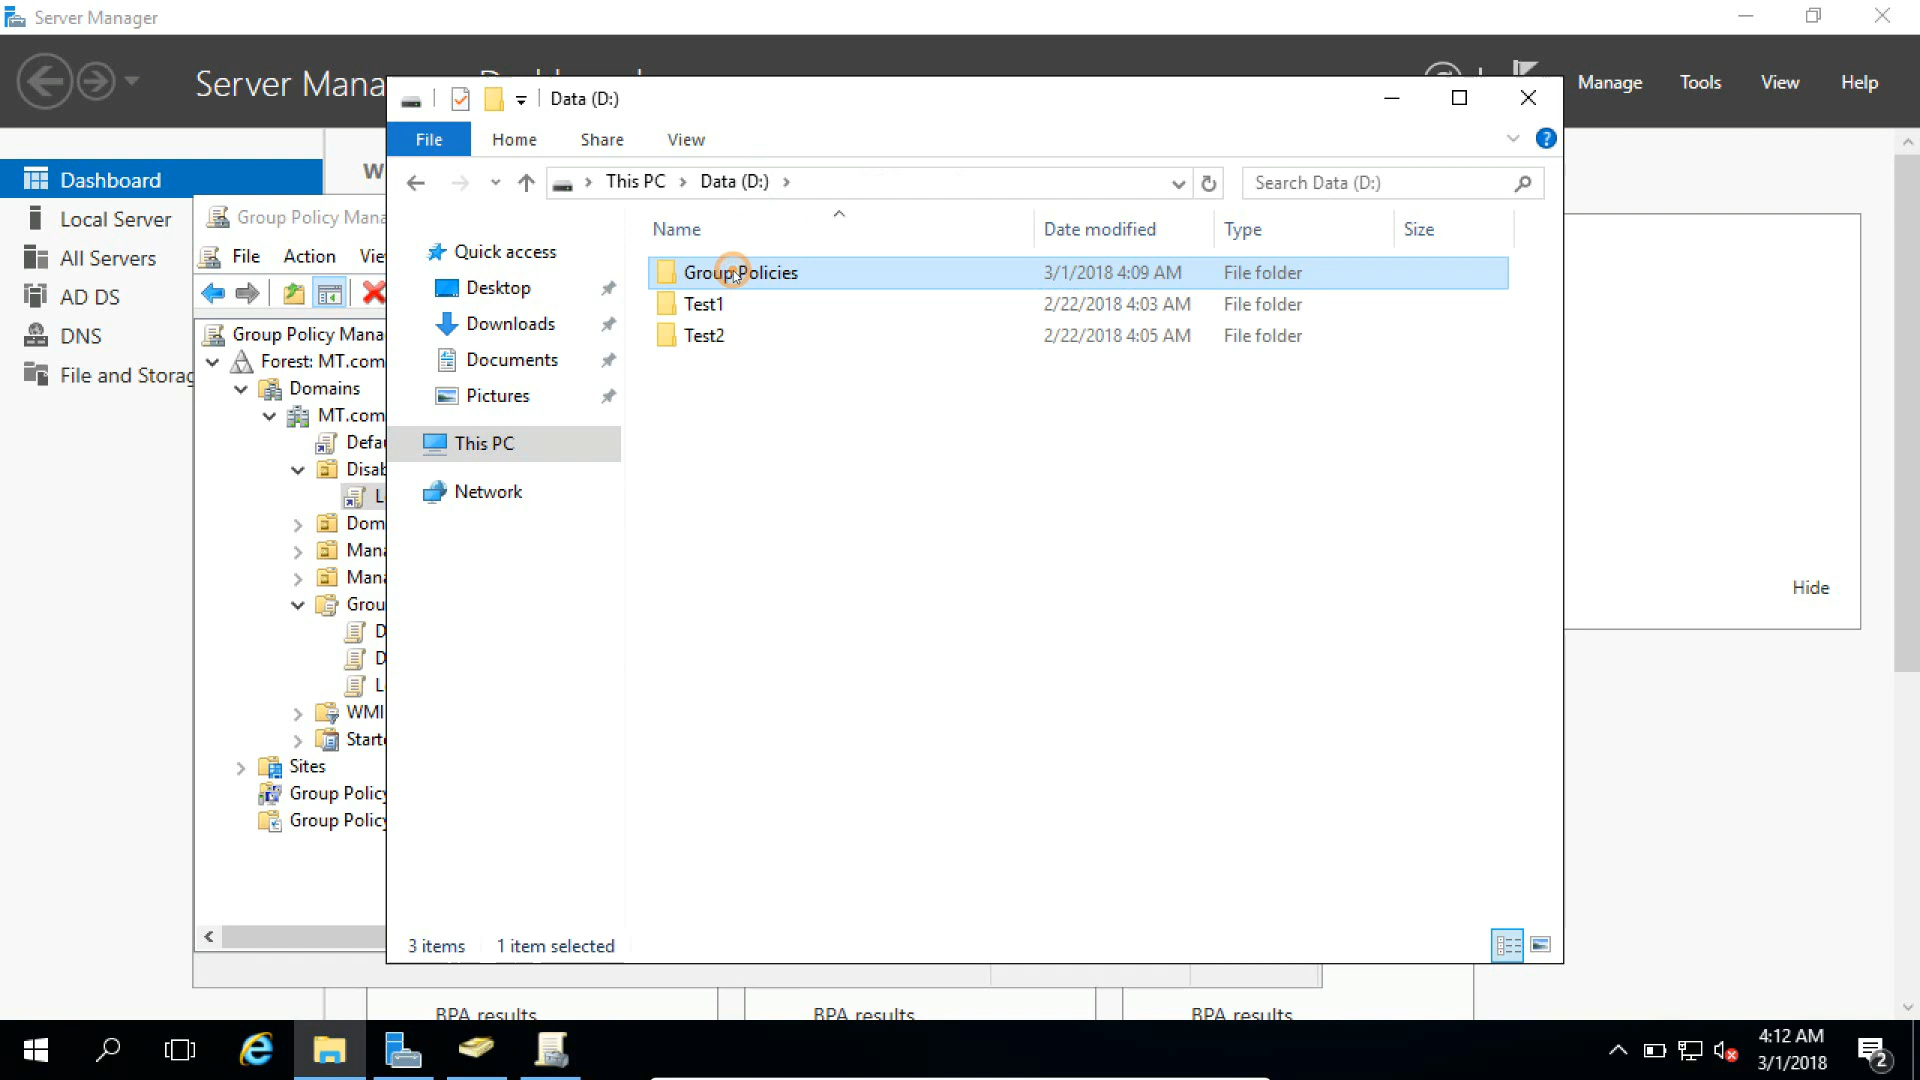 Server Manager
Server Mana
Manage
Tools
View
Help
Data (D:)
File
Home
Share
View
This PC
Data (D:)
Search Data (D:)
Dashboard
Local Server
All Servers
AD DS
DNS
File and Storag
W
Group Policy Mana
File
Action
Vie
Group Policy Mana
Forest: MT.com
Domains
MT.com
Defau
Disab
L
Dom
Mana
Mana
Grou
D
D
L
WMI
Starte
Sites
Group Policy
Group Policy
Quick access
Desktop
Downloads
Documents
Pictures
This PC
Network
Name
Date modified
Type
Size
Group Policies
3/1/2018 4:09 AM
File folder
Test1
2/22/2018 4:03 AM
File folder
Test2
2/22/2018 4:05 AM
File folder
Hide
3 items
1 item selected
BPA results
BPA results
BPA results
4:12 AM
3/1/2018
2